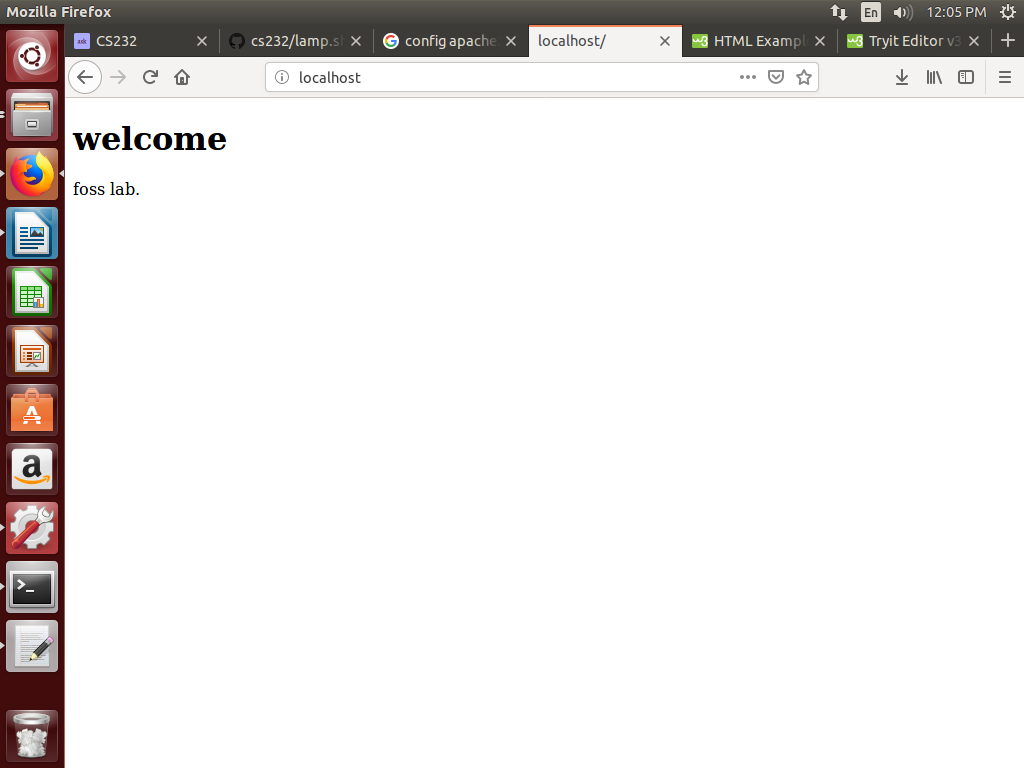 Mozilla Firefox
En
12:05 PM
ask CS232
cs232/lamp.s
config apache
localhost/
HTML Exampl
Tryit Editor v3
localhost
welcome
foss lab.